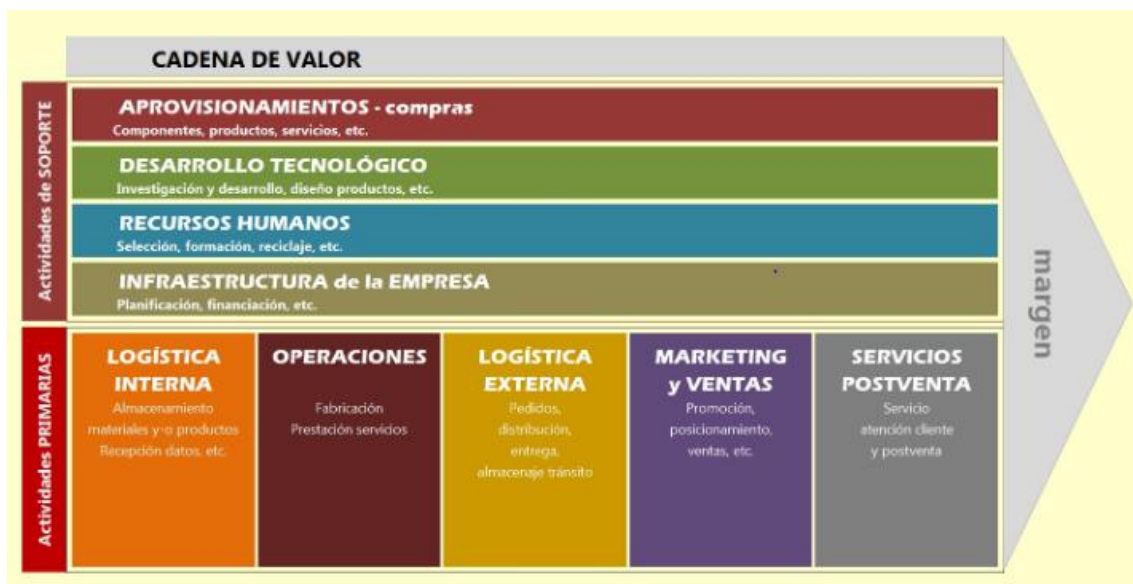 CADENA DE VALOR
Actividades de SOPORTE
APROVISIONAMIENTOS - compras
Componentes, productos, servicios, etc.
DESARROLLO TECNOLÓGICO
Investigación y desarrollo, diseño productos, etc.
RECURSOS HUMANOS
Selección, formación, reciclaje, etc.
INFRAESTRUCTURA de la EMPRESA
Planificación, financiación, etc.
margen
Actividades PRIMARIAS
LOGÍSTICA
INTERNA
Almacenamiento
materiales y-o productos
Recepción datos, etc.
OPERACIONES
Fabricación
Prestación servicios
LOGÍSTICA
EXTERNA
Pedidos,
distribución,
entrega,
almacenaje tránsito
MARKETING
y VENTAS
Promoción,
posicionamiento,
ventas, etc.
SERVICIOS
POSTVENTA
Servicio
atención cliente
y postventa